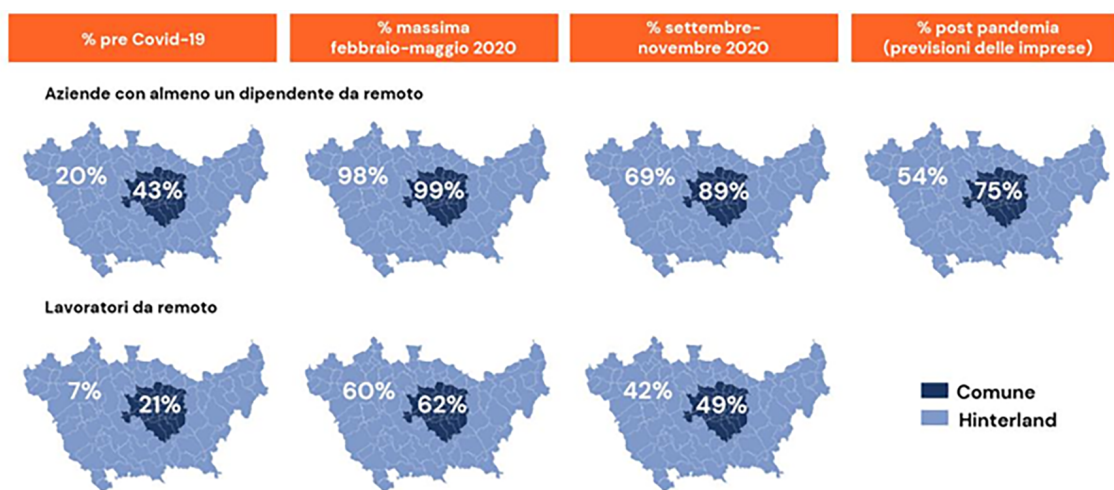 % pre Covid-19
% massima
febbraio-maggio 2020
% settembre-
novembre 2020
% post pandemia
(previsioni delle imprese)
Aziende con almeno un dipendente da remoto
20%
43%
98%
99%
69%
89%
54%
75%
Lavoratori da remoto
7%
21%
60%
62%
42%
49%
Comune
Hinterland